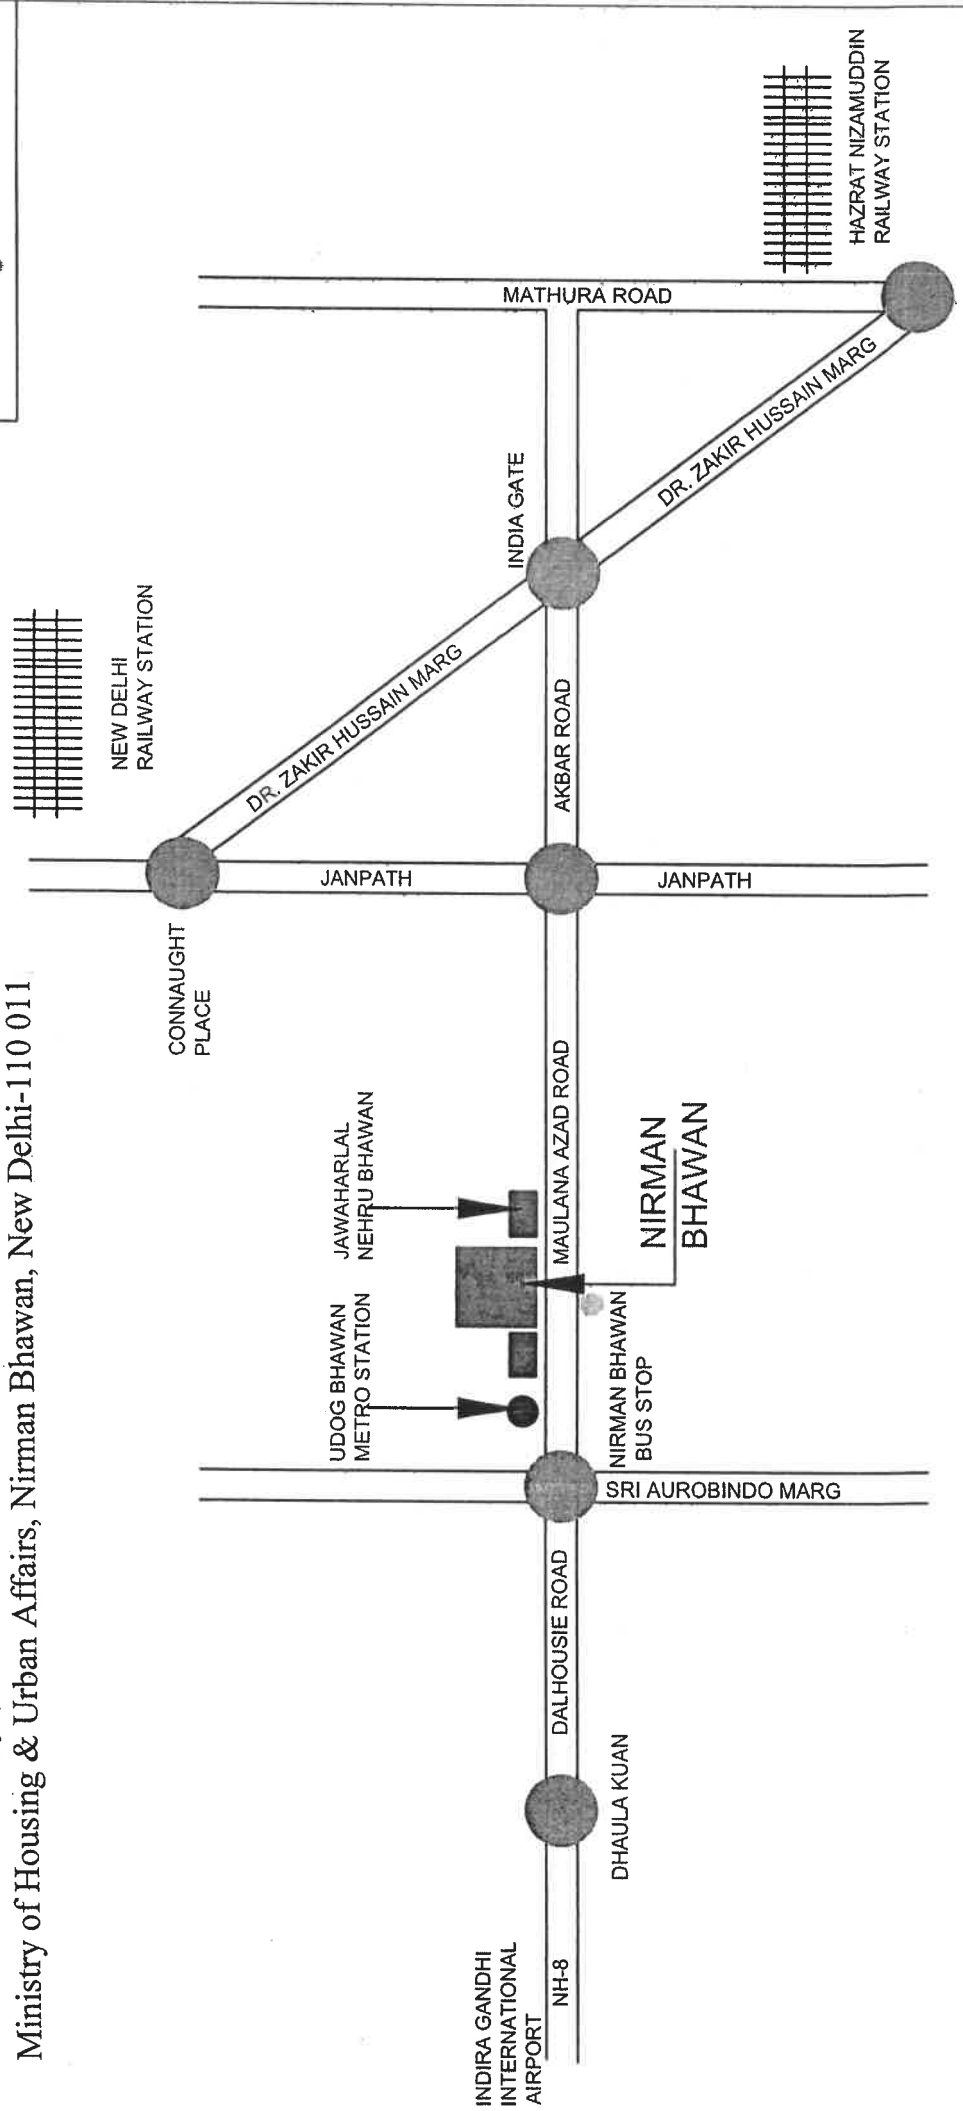 Ministry of Housing & Urban Affairs, Nirman Bhawan, New Delhi-110 011
NEW DELHI
RAILWAY STATION
CONNAUGHT
PLACE
DR. ZAKIR HUSSAIN MARG
JANPATH
UDOG BHAWAN
METRO STATION
JAWAHARLAL
NEHRU BHAWAN
INDIRA GANDHI
INTERNATIONAL
AIRPORT
INDIA GATE
MATHURA ROAD
NH-8
DALHOUSIE ROAD
MAULANA AZAD ROAD
AKBAR ROAD
DHAULA KUAN
SRI AUROBINDO MARG
NIRMAN BHAWAN
BUS STOP
NIRMAN
BHAWAN
JANPATH
DR. ZAKIR HUSSAIN MARG
HAZRAT NIZAMUDDIN
RAILWAY STATION